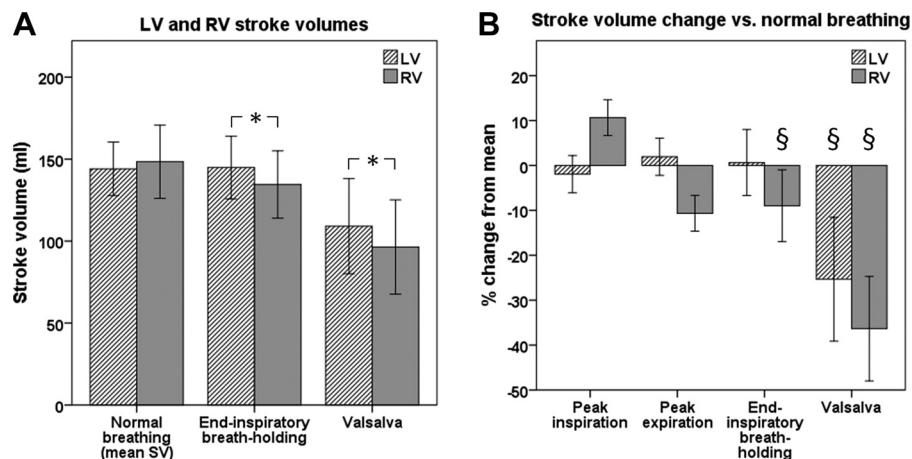 A
LV and RV stroke volumes
LV
RV
200
150
100
50
0
Stroke volume (ml)
*
*
Normal
breathing
(mean SV)
End-inspiratory
breath-holding
Valsalva
B
Stroke volume change vs. normal breathing
LV
RV
20
10
0
-10
-20
-30
-40
-50
% change from mean
§
§
§
Peak
inspiration
Peak
expiration
End-
inspiratory
breath-
holding
Valsalva